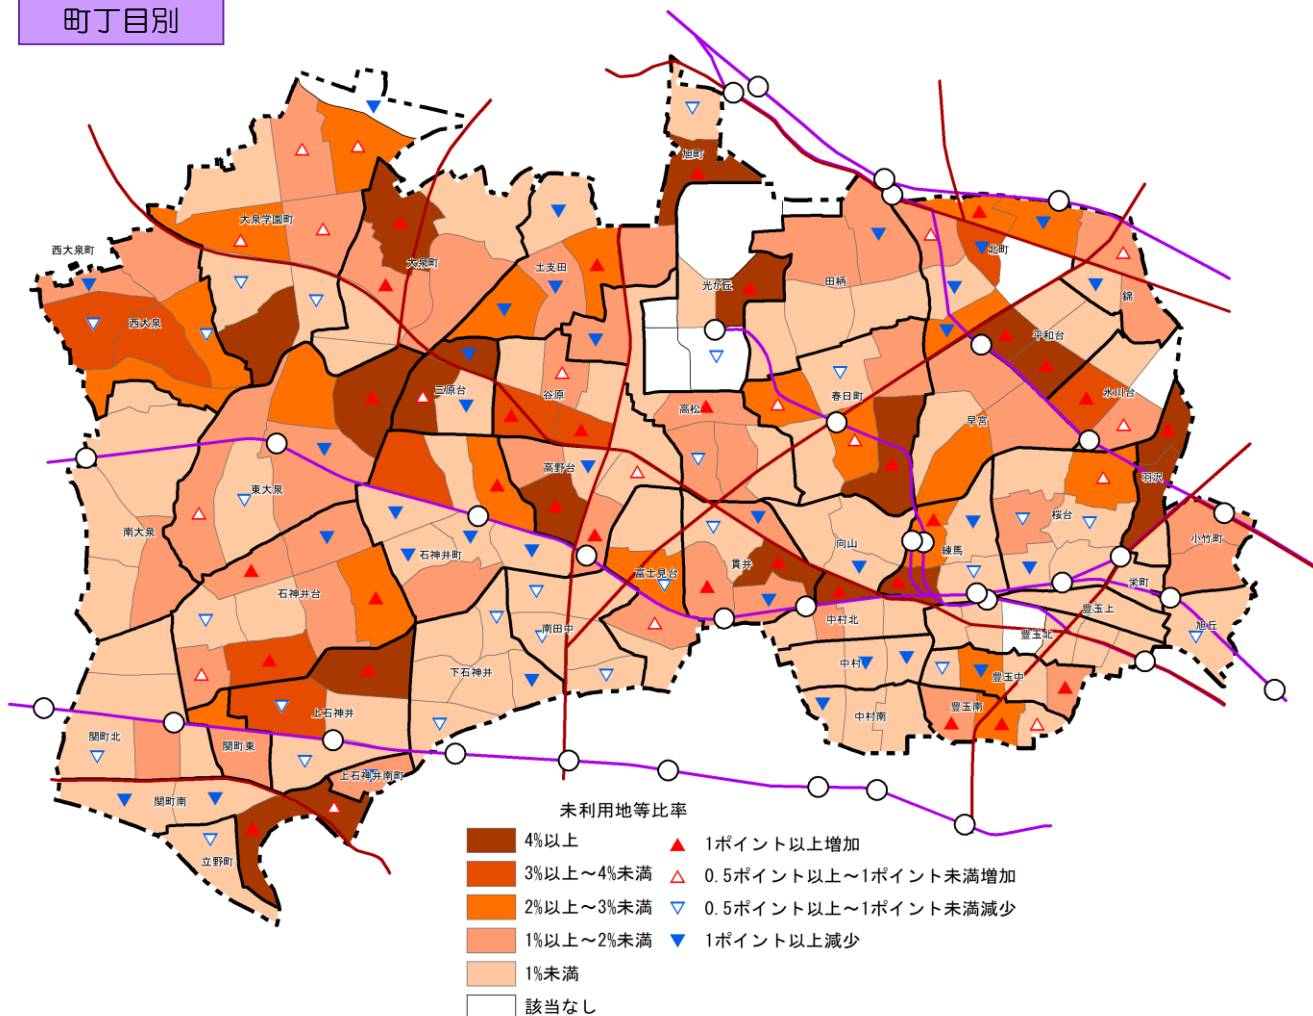 町丁目別
旭町
大泉学園町
西大泉町
大泉町
土支田
光が丘
田柄
北町
錦
西大泉
平和台
三原台
谷原
高松
春日町
氷川台
早宮
高野台
羽沢
東大泉
南大泉
石神井町
桜台
小竹町
向山
練馬
貫井
富士見台
石神井台
栄町
豊玉上
中村北
旭丘
南田中
豊玉北
下石神井
中村
豊玉中
上石神井
豊玉南
中村南
関町北
関町東
上石神井南町
関町南
立野町
未利用地等比率
4%以上
1ポイント以上増加
3%以上～4%未満
0.5ポイント以上～1ポイント未満増加
2%以上～3%未満
0.5ポイント以上～1ポイント未満減少
1%以上～2%未満
1ポイント以上減少
1%未満
該当なし